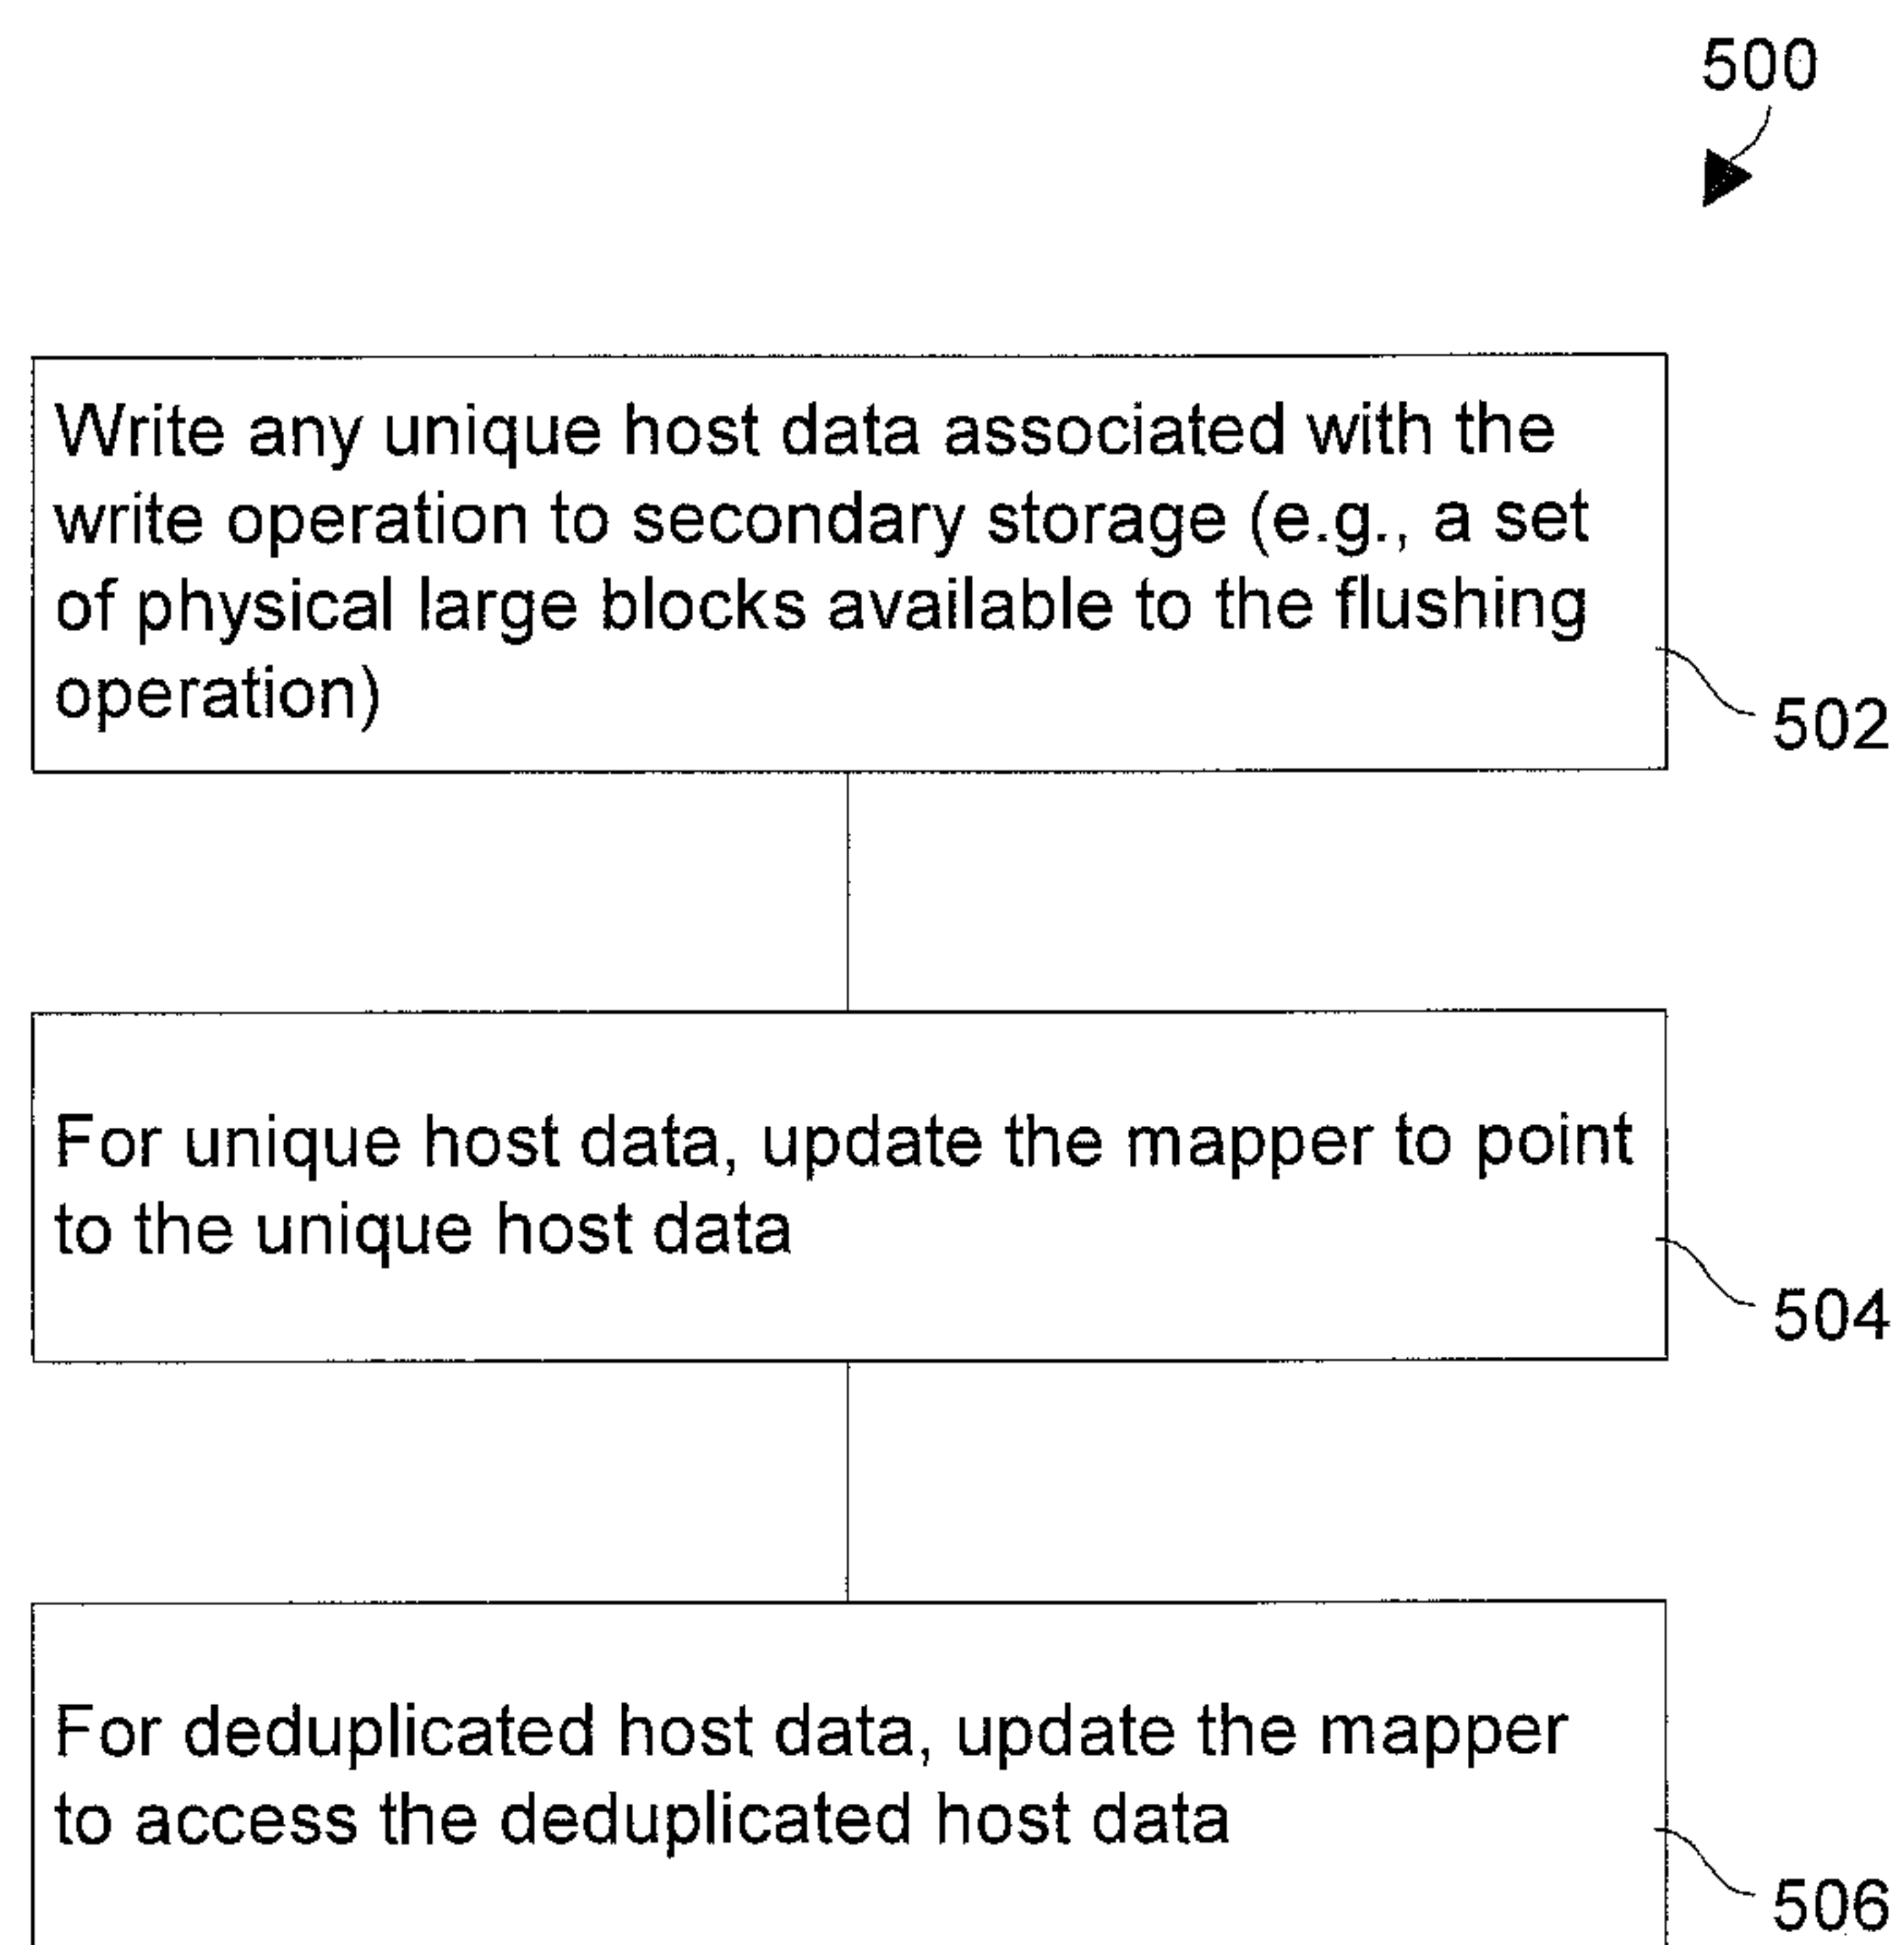 500
Write any unique host data associated with the
write operation to secondary storage (e.g., a set
of physical large blocks available to the flushing
operation)
502
For unique host data, update the mapper to point
to the unique host data
504
For deduplicated host data, update the mapper
to access the deduplicated host data
506